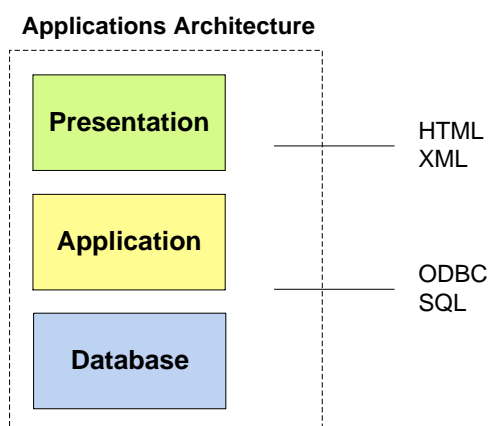 Applications Architecture
Presentation
HTML
XML
Application
ODBC
SQL
Database